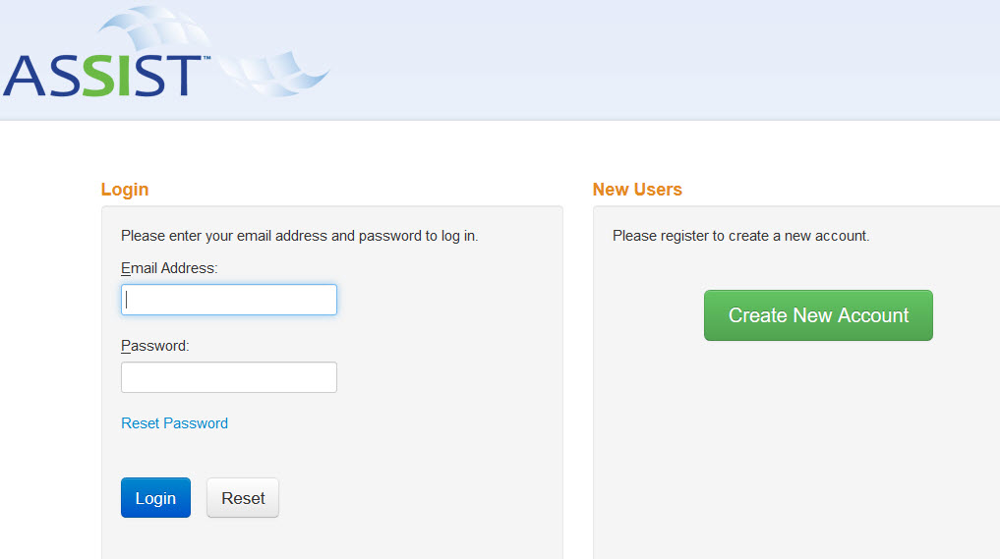 ASSIST™
Login
Please enter your email address and password to log in.
Email Address:
Password:
Reset Password
Login Reset
New Users
Please register to create a new account.
Create New Account